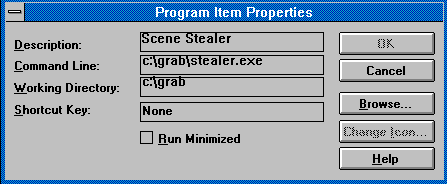 Program Item Properties
Description: Scene Stealer OK
Command Line: c:\grab\stealer.exe Cancel
Working Directory: c:\grab
Browse...
Shortcut Key: None
Change Icon...
Run Minimized
Help